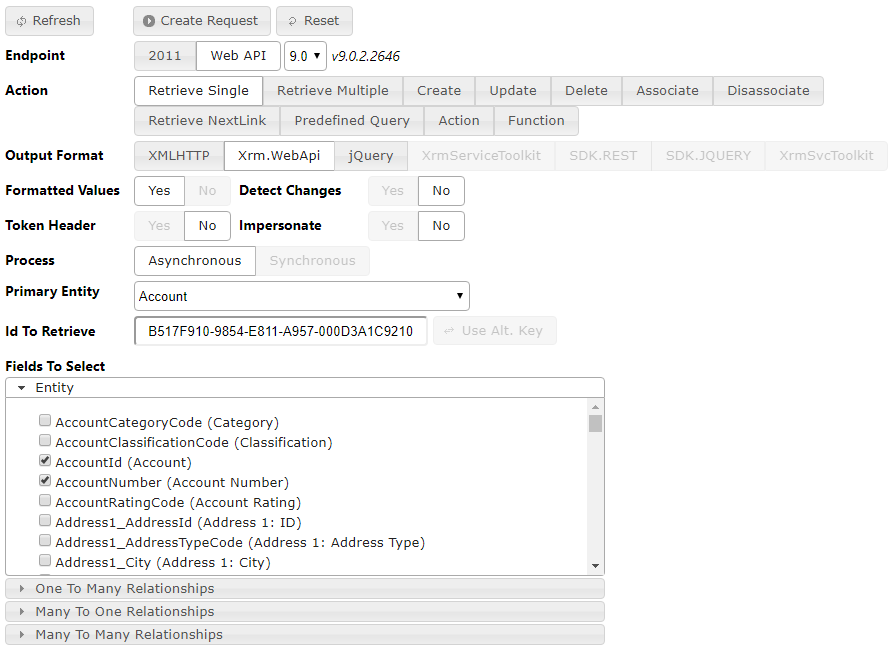 Refresh Create Request Reset
Endpoint 2011 Web API 9.0 v9.0.2.2646
Action Retrieve Single Retrieve Multiple Create Update Delete Associate Disassociate
Retrieve NextLink Predefined Query Action Function
Output Format XMLHTTP Xrm.WebApi jQuery XrmServiceToolkit SDK.REST SDK.JQUERY XrmSvcToolkit
Formatted Values Yes No Detect Changes Yes No
Token Header Yes No Impersonate Yes No
Process Asynchronous Synchronous
Primary Entity Account
Id To Retrieve B517F910-9854-E811-A957-000D3A1C9210 Use Alt. Key
Fields To Select
Entity
AccountCategoryCode (Category)
AccountClassificationCode (Classification)
AccountId (Account)
AccountNumber (Account Number)
AccountRatingCode (Account Rating)
Address1_AddressId (Address 1: ID)
Address1_AddressTypeCode (Address 1: Address Type)
Address1_City (Address 1: City)
One To Many Relationships
Many To One Relationships
Many To Many Relationships